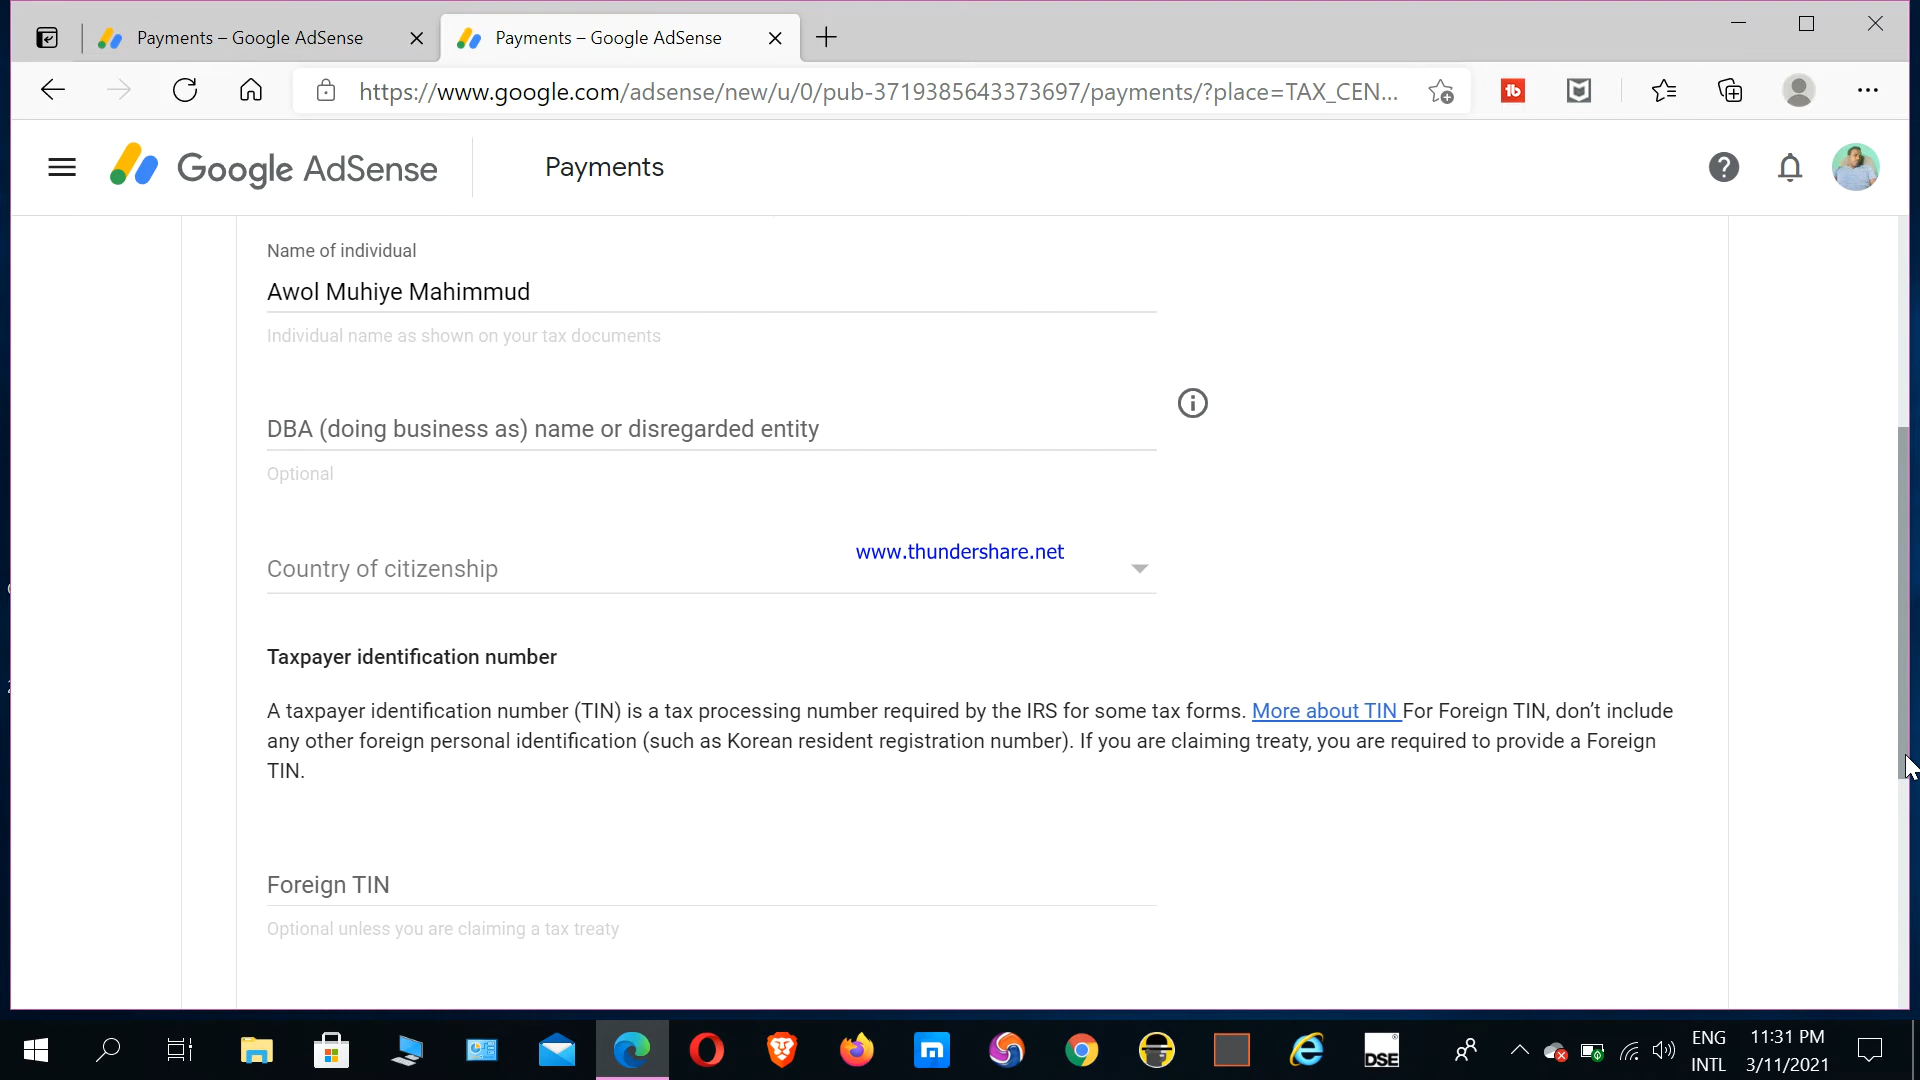 Payments – Google AdSense
Payments – Google AdSense
https://www.google.com/adsense/new/u/0/pub-3719385643373697/payments/?place=TAX_CEN...
Google AdSense
Payments
Name of individual
Awol Muhiye Mahimmud
Individual name as shown on your tax documents
DBA (doing business as) name or disregarded entity
Optional
www.thundershare.net
Country of citizenship
Taxpayer identification number
A taxpayer identification number (TIN) is a tax processing number required by the IRS for some tax forms. More about TIN For Foreign TIN, don’t include
any other foreign personal identification (such as Korean resident registration number). If you are claiming treaty, you are required to provide a Foreign
TIN.
Foreign TIN
Optional unless you are claiming a tax treaty
DSE
ENG
INTL
11:31 PM
3/11/2021